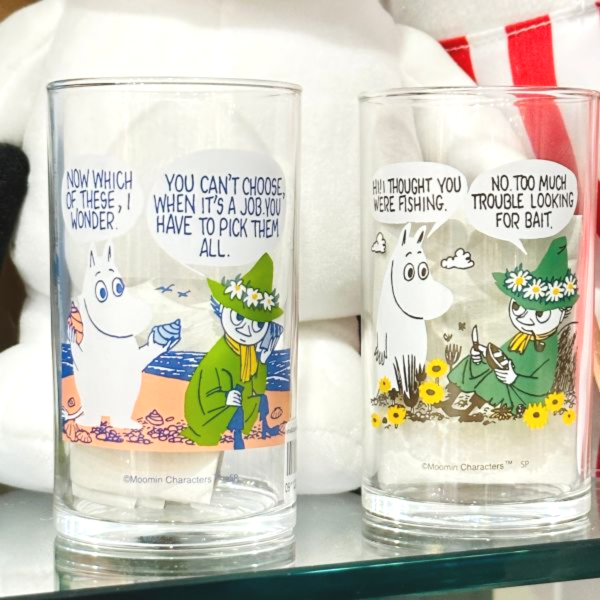 NOW WHICH
OF THESE, I
WONDER.
YOU CAN'T CHOOSE,
WHEN IT'S A JOB.YOU
HAVE TO PICK THEM
ALL.
©Moomin Characters
HI! I THOUGHT YOU
WERE FISHING.
NO. TOO MUCH
TROUBLE LOOKING
FOR BAIT.
©Moomin Characters™ SP